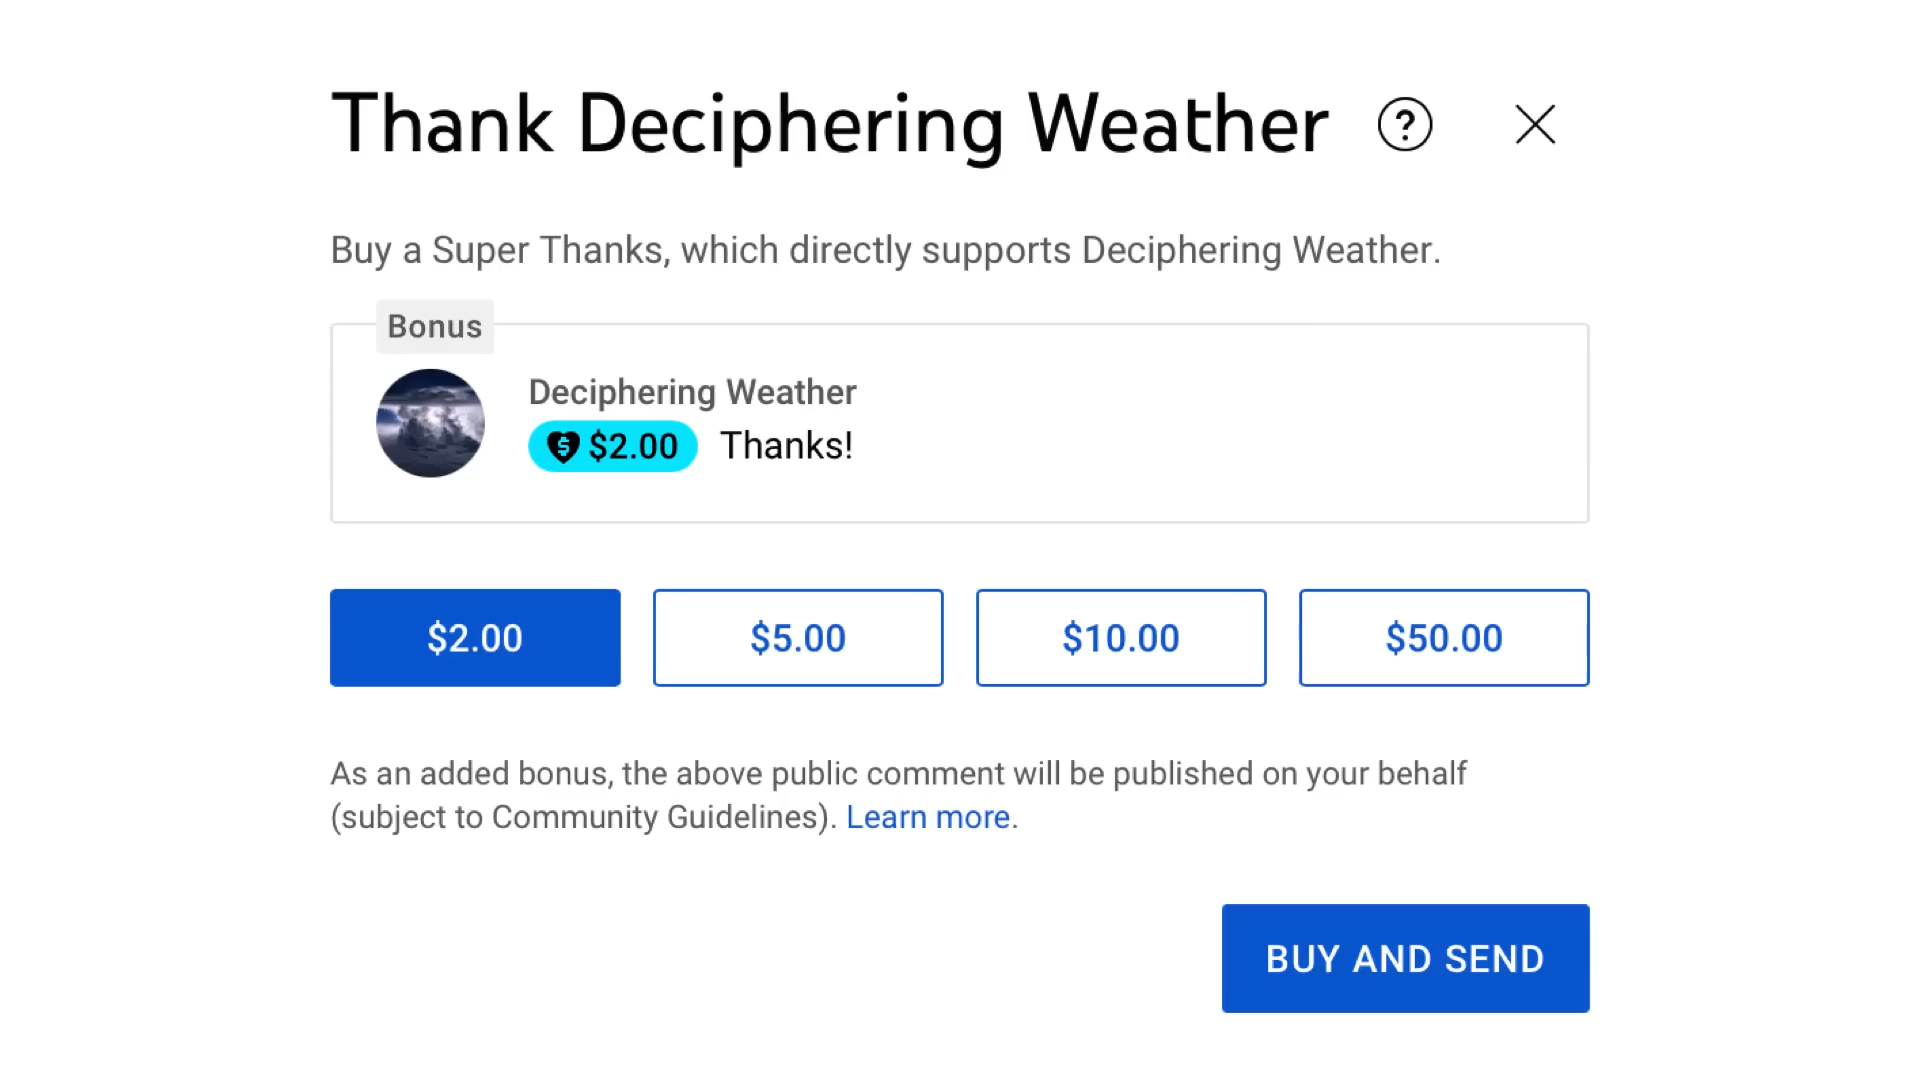 Thank Deciphering Weather ?
Buy a Super Thanks, which directly supports Deciphering Weather.
Bonus
Deciphering Weather
$ $2.00 Thanks!
$2.00 $5.00 $10.00 $50.00
As an added bonus, the above public comment will be published on your behalf
(subject to Community Guidelines). Learn more.
BUY AND SEND